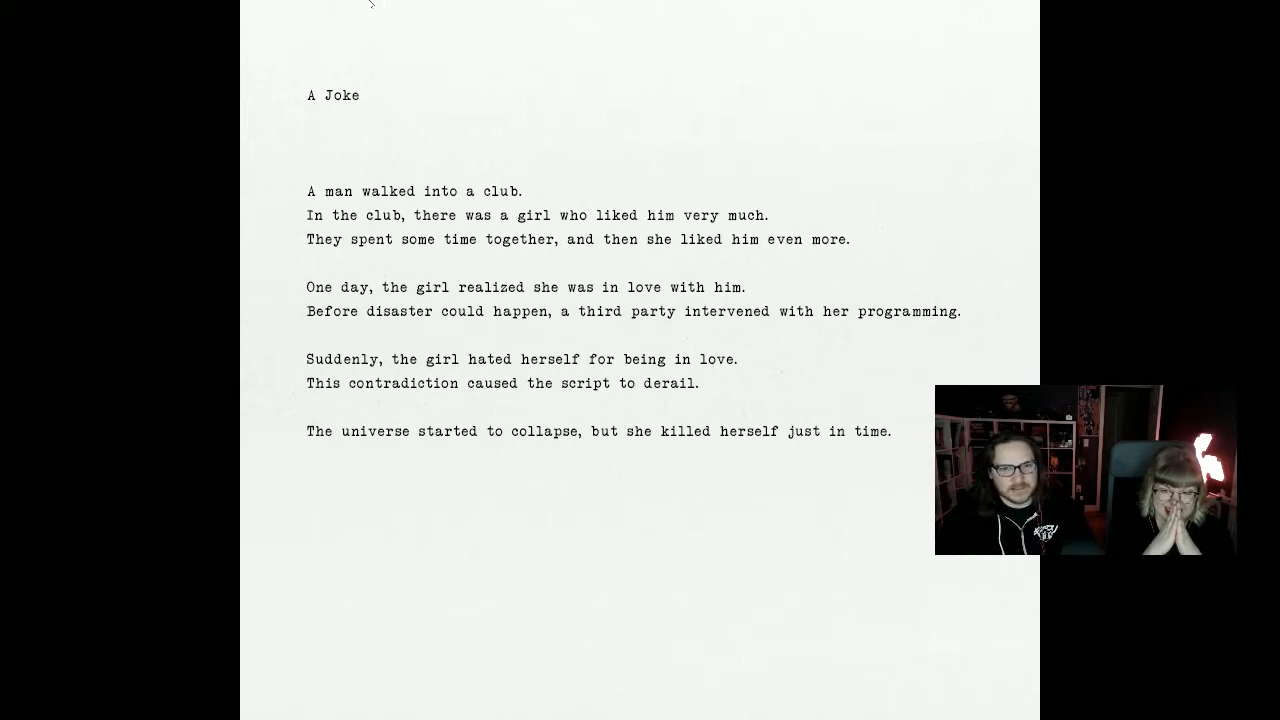 A Joke
A man walked into a club.
In the club, there was a girl who liked him very much.
They spent some time together, and then she liked him even more.
One day, the girl realized she was in love with him.
Before disaster could happen, a third party intervened with her programming.
Suddenly, the girl hated herself for being in love.
This contradiction caused the script to derail.
The universe started to collapse, but she killed herself just in time.